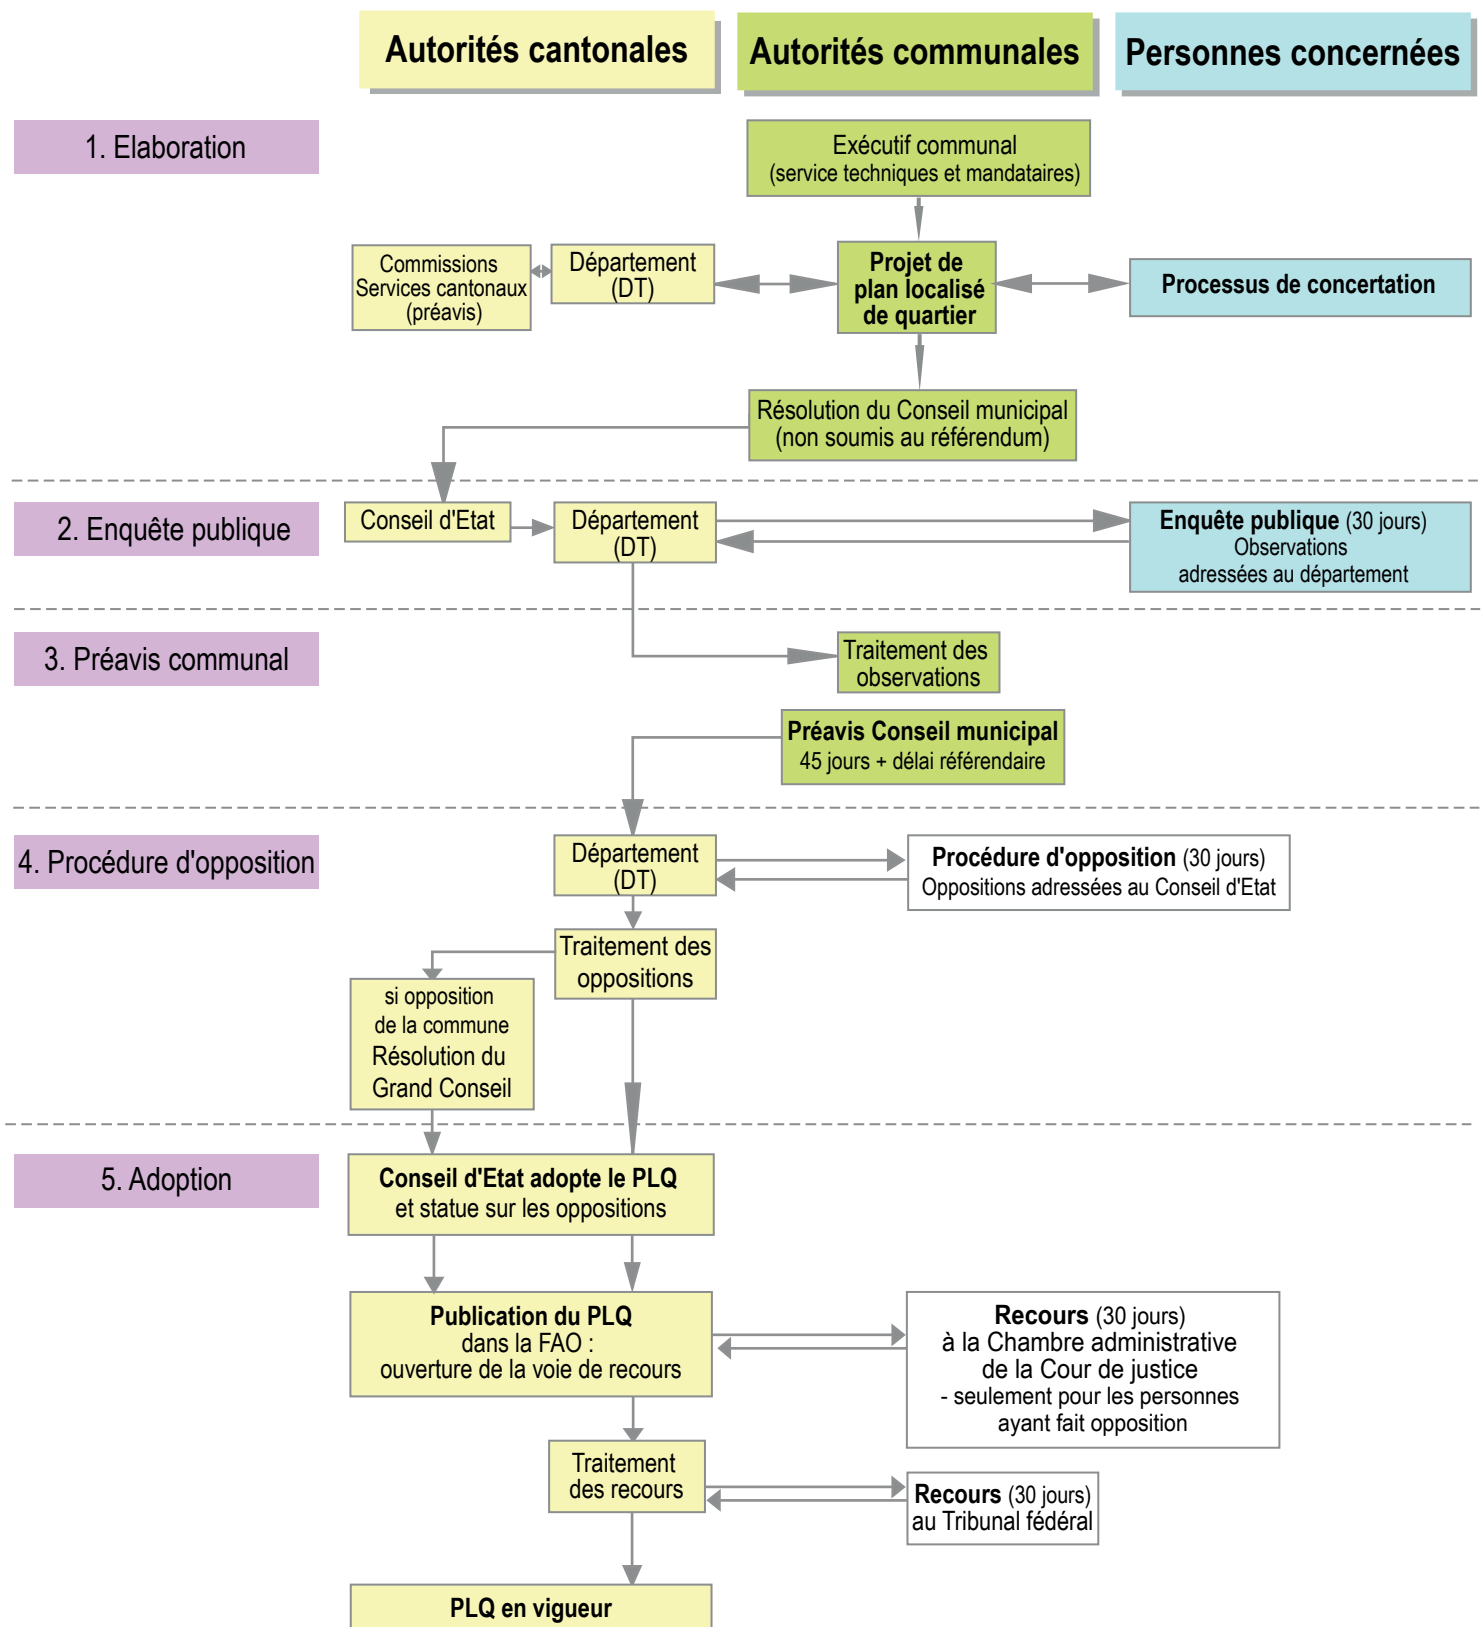 Autorités cantonales
Autorités communales
Personnes concernées
1. Elaboration
Exécutif communal
(service techniques et mandataires)
Commissions
Services cantonaux
(préavis)
Département
(DT)
Projet de
plan localisé
de quartier
Processus de concertation
Résolution du Conseil municipal
(non soumis au référendum)
2. Enquête publique
Conseil d'Etat
Département
(DT)
Enquête publique (30 jours)
Observations
adressées au département
3. Préavis communal
Traitement des
observations
Préavis Conseil municipal
45 jours + délai référendaire
4. Procédure d'opposition
Département
(DT)
Procédure d'opposition (30 jours)
Oppositions adressées au Conseil d'Etat
Traitement des
oppositions
si opposition
de la commune
Résolution du
Grand Conseil
5. Adoption
Conseil d'Etat adopte le PLQ
et statue sur les oppositions
Publication du PLQ
dans la FAO :
ouverture de la voie de recours
Recours (30 jours)
à la Chambre administrative
de la Cour de justice
- seulement pour les personnes
ayant fait opposition
Traitement
des recours
Recours (30 jours)
au Tribunal fédéral
PLQ en vigueur